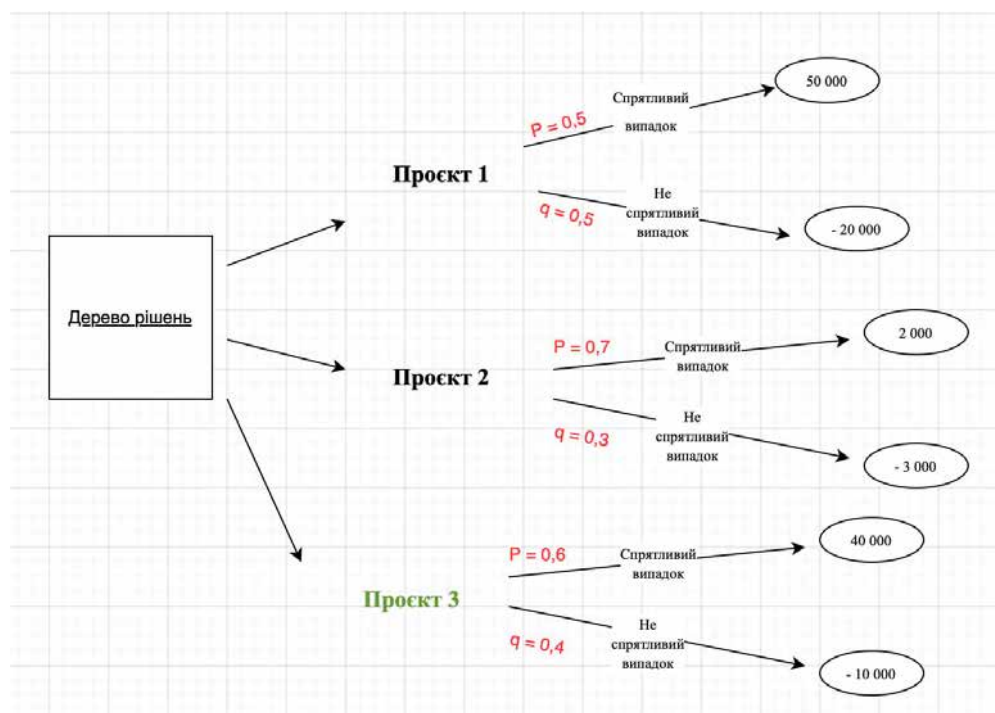 50 000
Спрятливий
випадок
P = 0,5
Проєкт 1
Не
спрятливий
випадок
q = 0,5
- 20 000
Дерево рішень
2 000
P = 0,7
Спрятливий
випадок
Проєкт 2
Не
спрятливий
випадок
q = 0,3
- 3 000
40 000
P = 0,6
Спрятливий
випадок
Проєкт 3
Не
спрятливий
випадок
q = 0,4
- 10 000